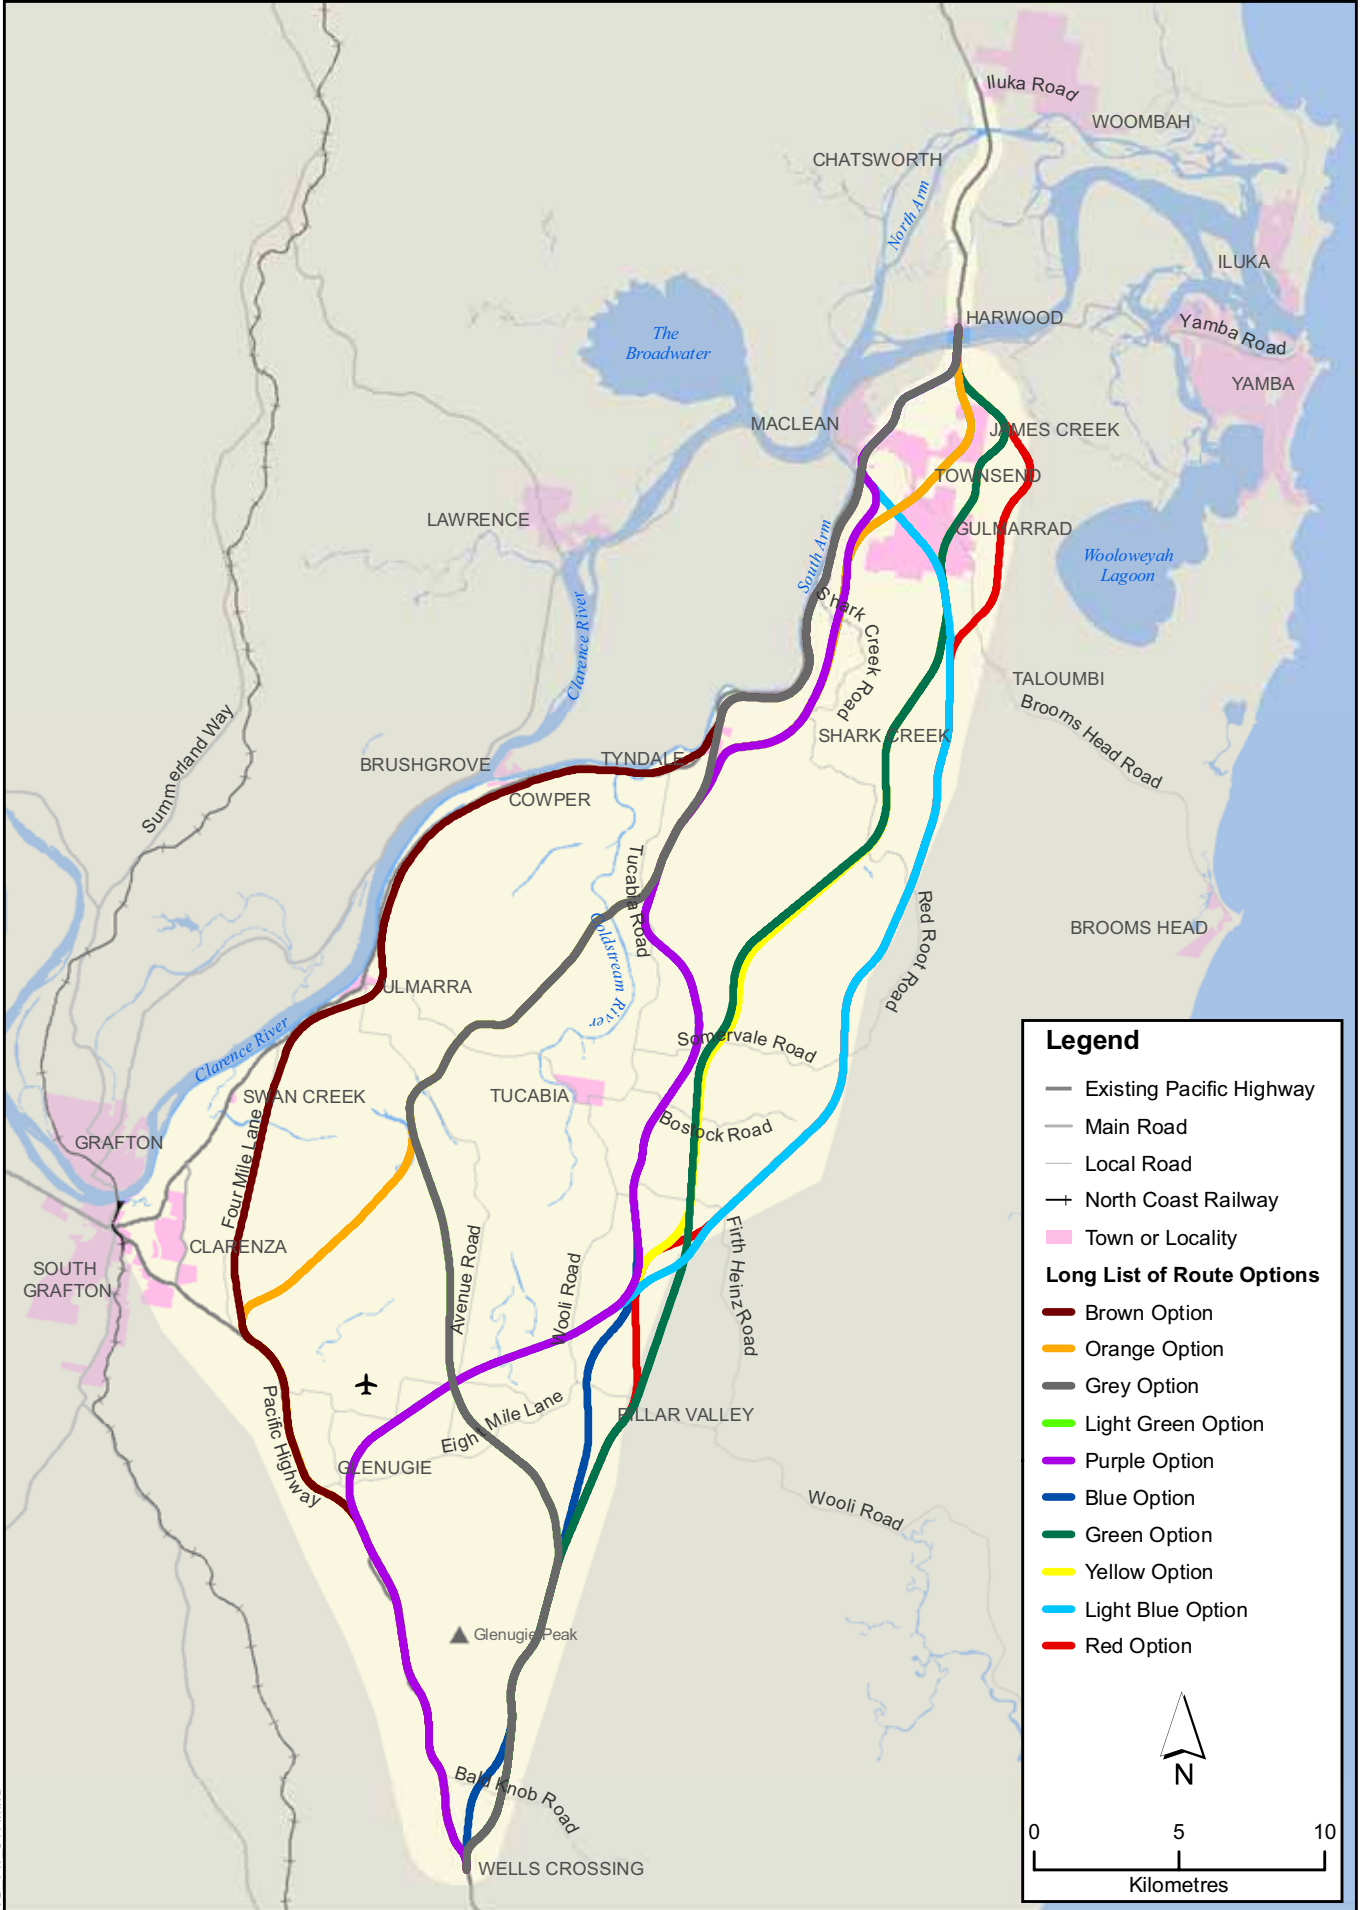 Iluka Road
WOOMBAH
CHATSWORTH
North Arm
ILUKA
HARWOOD
Yamba Road
The
Broadwater
YAMBA
MACLEAN
JAMES CREEK
TOWNSEND
LAWRENCE
GULMARRAD
South Arm
Wooloweyah
Lagoon
Shark Creek Road
Clarence River
TALOUMBI
Brooms Head Road
Summerland Way
SHARK CREEK
TYNDALE
BRUSHGROVE
COWPER
Tucabia Road
Red Root Road
BROOMS HEAD
Coldstream River
ULMARRA
Clarence River
Somervale Road
SWAN CREEK
TUCABIA
Bostock Road
GRAFTON
Four Mile Lane
CLARENZA
SOUTH
GRAFTON
Avenue Road
Wooli Road
Firth Heinz Road
Pacific Highway
Eight Mile Lane
PILLAR VALLEY
GLENUGIE
Wooli Road
Glenugie Peak
Bald Knob Road
WELLS CROSSING
Legend
Existing Pacific Highway
Main Road
Local Road
North Coast Railway
Town or Locality
Long List of Route Options
Brown Option
Orange Option
Grey Option
Light Green Option
Purple Option
Blue Option
Green Option
Yellow Option
Light Blue Option
Red Option
N
0 5 10
Kilometres